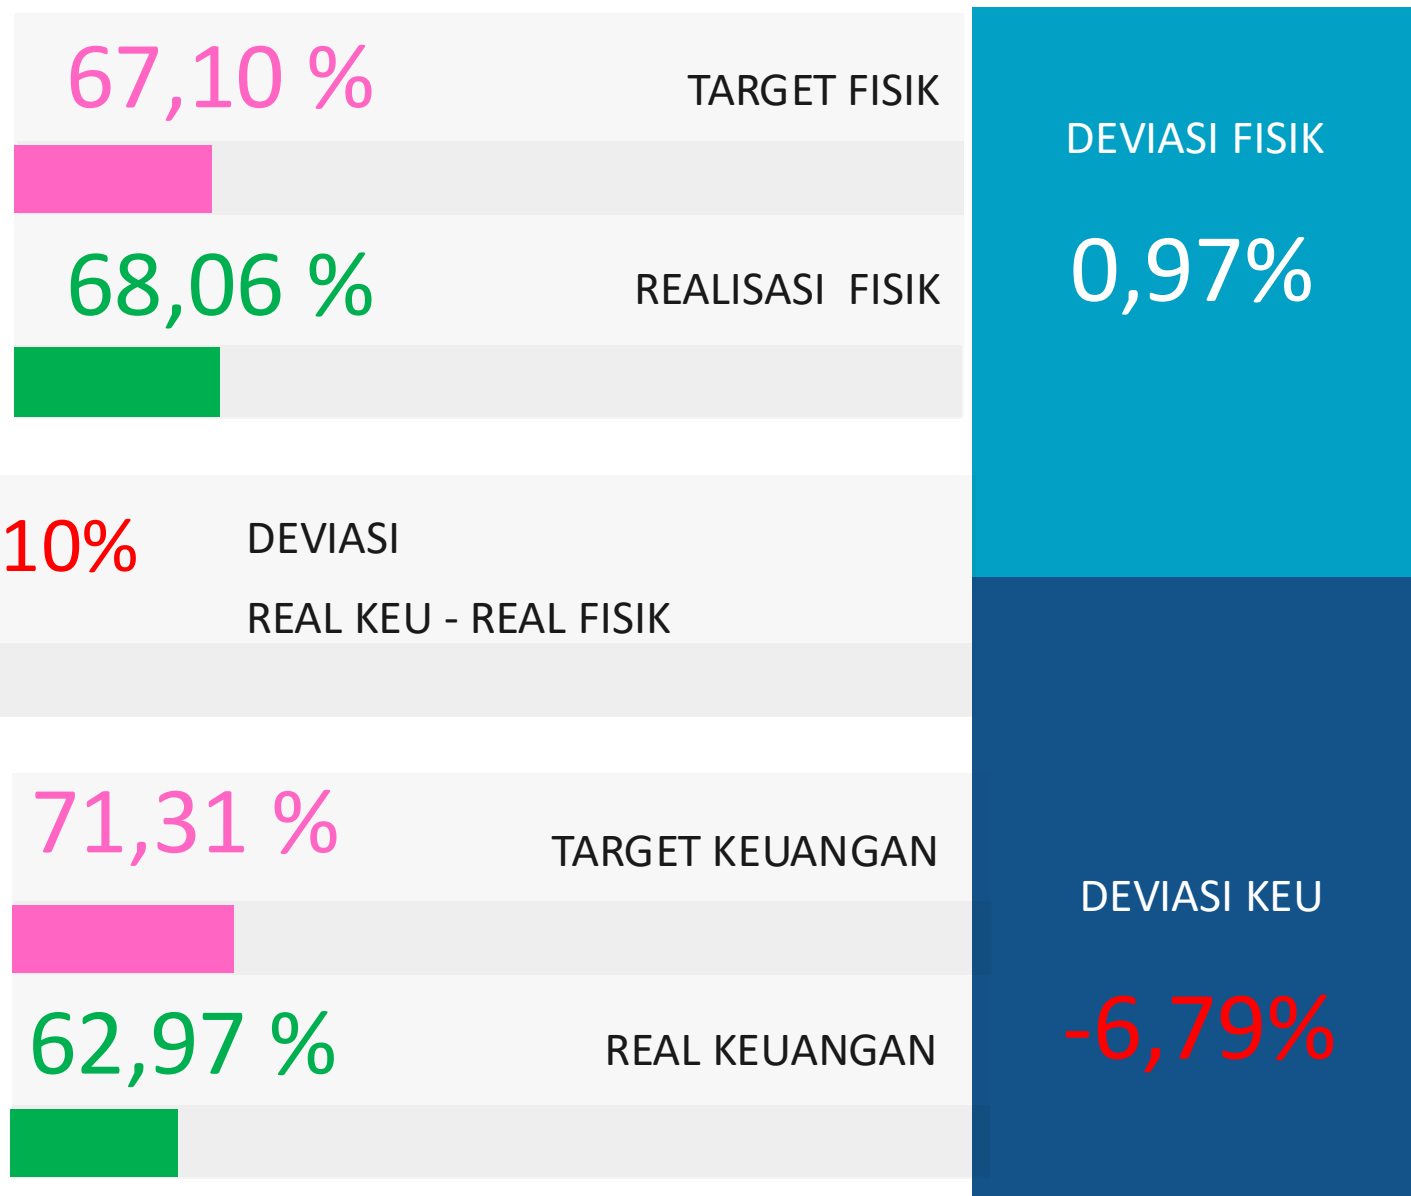 67,10 %
TARGET FISIK
68,06 %
REALISASI FISIK
DEVIASI FISIK
0,97%
10%
DEVIASI
REAL KEU - REAL FISIK
71,31 %
TARGET KEUANGAN
62,97 %
REAL KEUANGAN
DEVIASI KEU
-6,79%